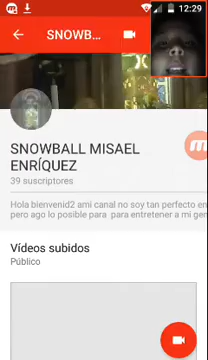 12:29
SNOWB...
SNOWBALL MISAEL
ENRÍQUEZ
39 suscriptores
Hola bienvenid2 ami canal no soy tan perfecto en
pero ago lo posible para para entretener a mi gen
Vídeos subidos
Público